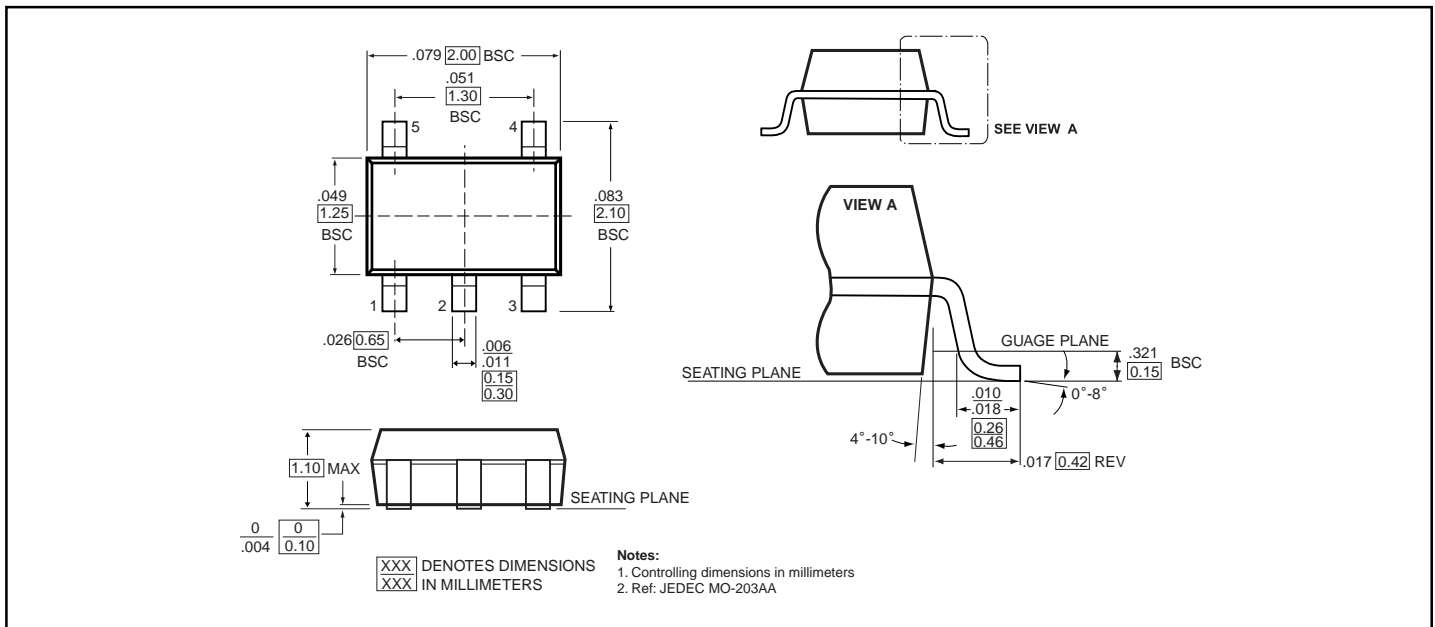 .079 2.00 BSC
.051
1.30
BSC
5
4
.049
1.25
BSC
.083
2.10
BSC
1
2
3
.026 0.65
BSC
.006
.011
0.15
0.30
1.10 MAX
SEATING PLANE
0 0
.004 0.10
XXX DENOTES DIMENSIONS
XXX IN MILLIMETERS
Notes:
1. Controlling dimensions in millimeters
2. Ref: JEDEC MO-203AA
SEE VIEW A
VIEW A
GUAGE PLANE
.321
0.15
BSC
SEATING PLANE
0°-8°
.010
.018
0.26
0.46
4°-10°
.017 0.42 REV